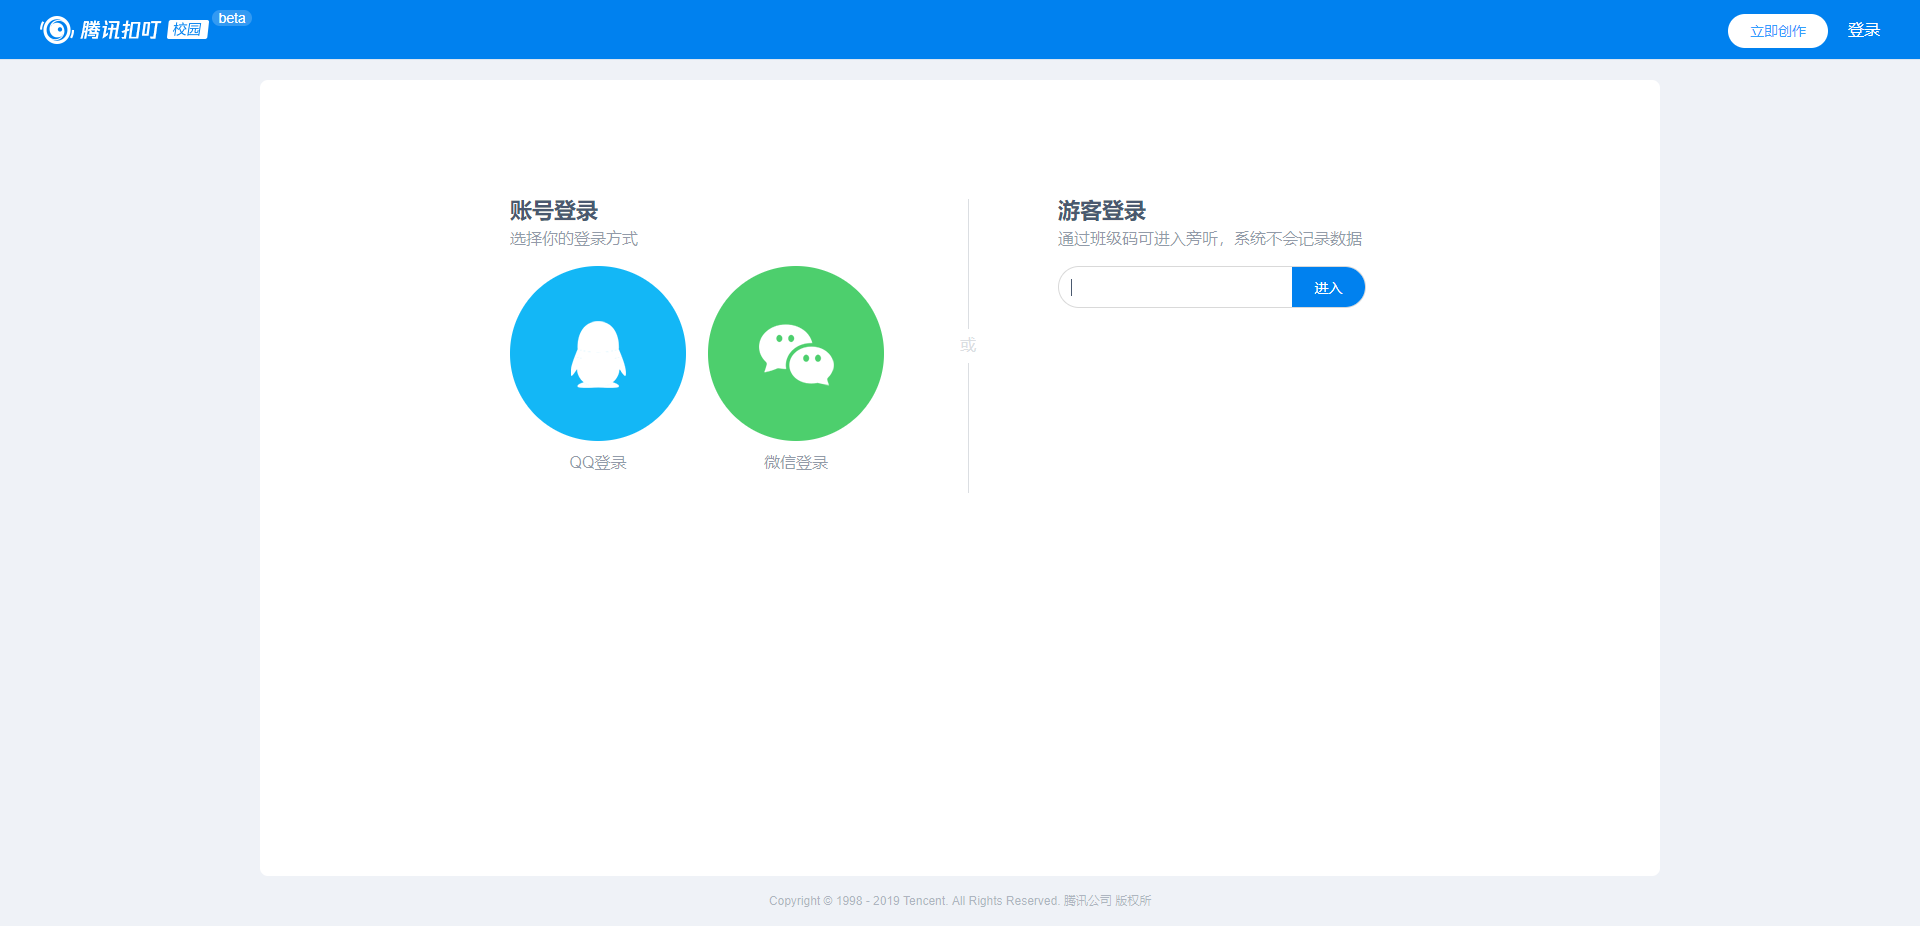 腾讯扣叮 校园 beta
立即创作 登录
账号登录
选择你的登录方式
QQ登录
微信登录
或
游客登录
通过班级码可进入旁听，系统不会记录数据
进入
Copyright © 1998 - 2019 Tencent. All Rights Reserved. 腾讯公司 版权所